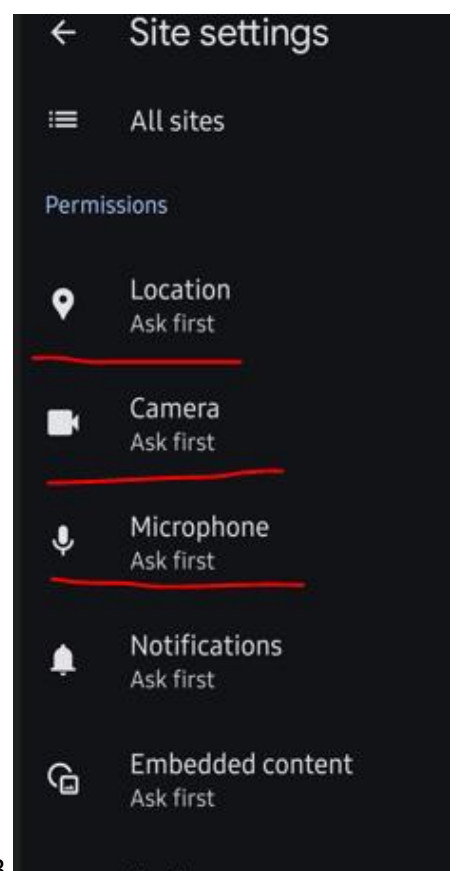 Site settings
All sites
Permissions
Location
Ask first
Camera
Ask first
Microphone
Ask first
Notifications
Ask first
Embedded content
Ask first